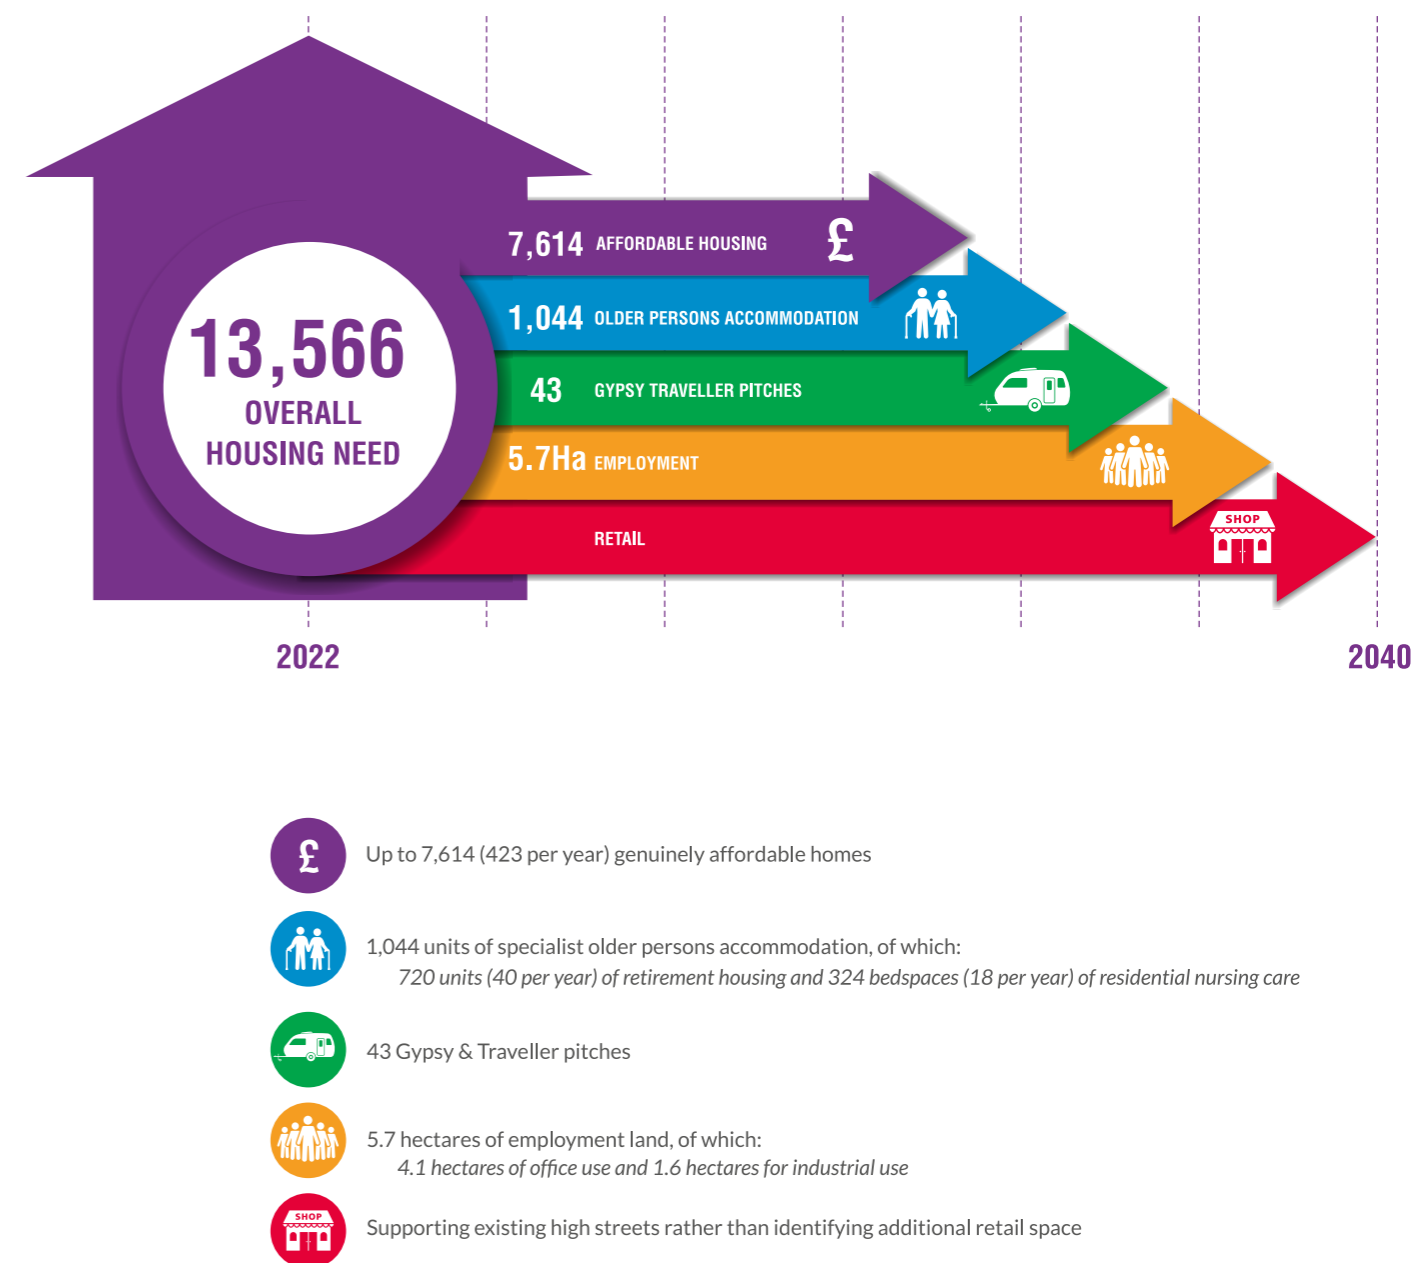 13,566
OVERALL
HOUSING NEED
7,614 AFFORDABLE HOUSING £
1,044 OLDER PERSONS ACCOMMODATION
43 GYPSY TRAVELLER PITCHES
5.7Ha EMPLOYMENT
RETAIL
SHOP
2022
2040
£
Up to 7,614 (423 per year) genuinely affordable homes
1,044 units of specialist older persons accommodation, of which:
720 units (40 per year) of retirement housing and 324 bedspaces (18 per year) of residential nursing care
43 Gypsy & Traveller pitches
5.7 hectares of employment land, of which:
4.1 hectares of office use and 1.6 hectares for industrial use
SHOP
Supporting existing high streets rather than identifying additional retail space